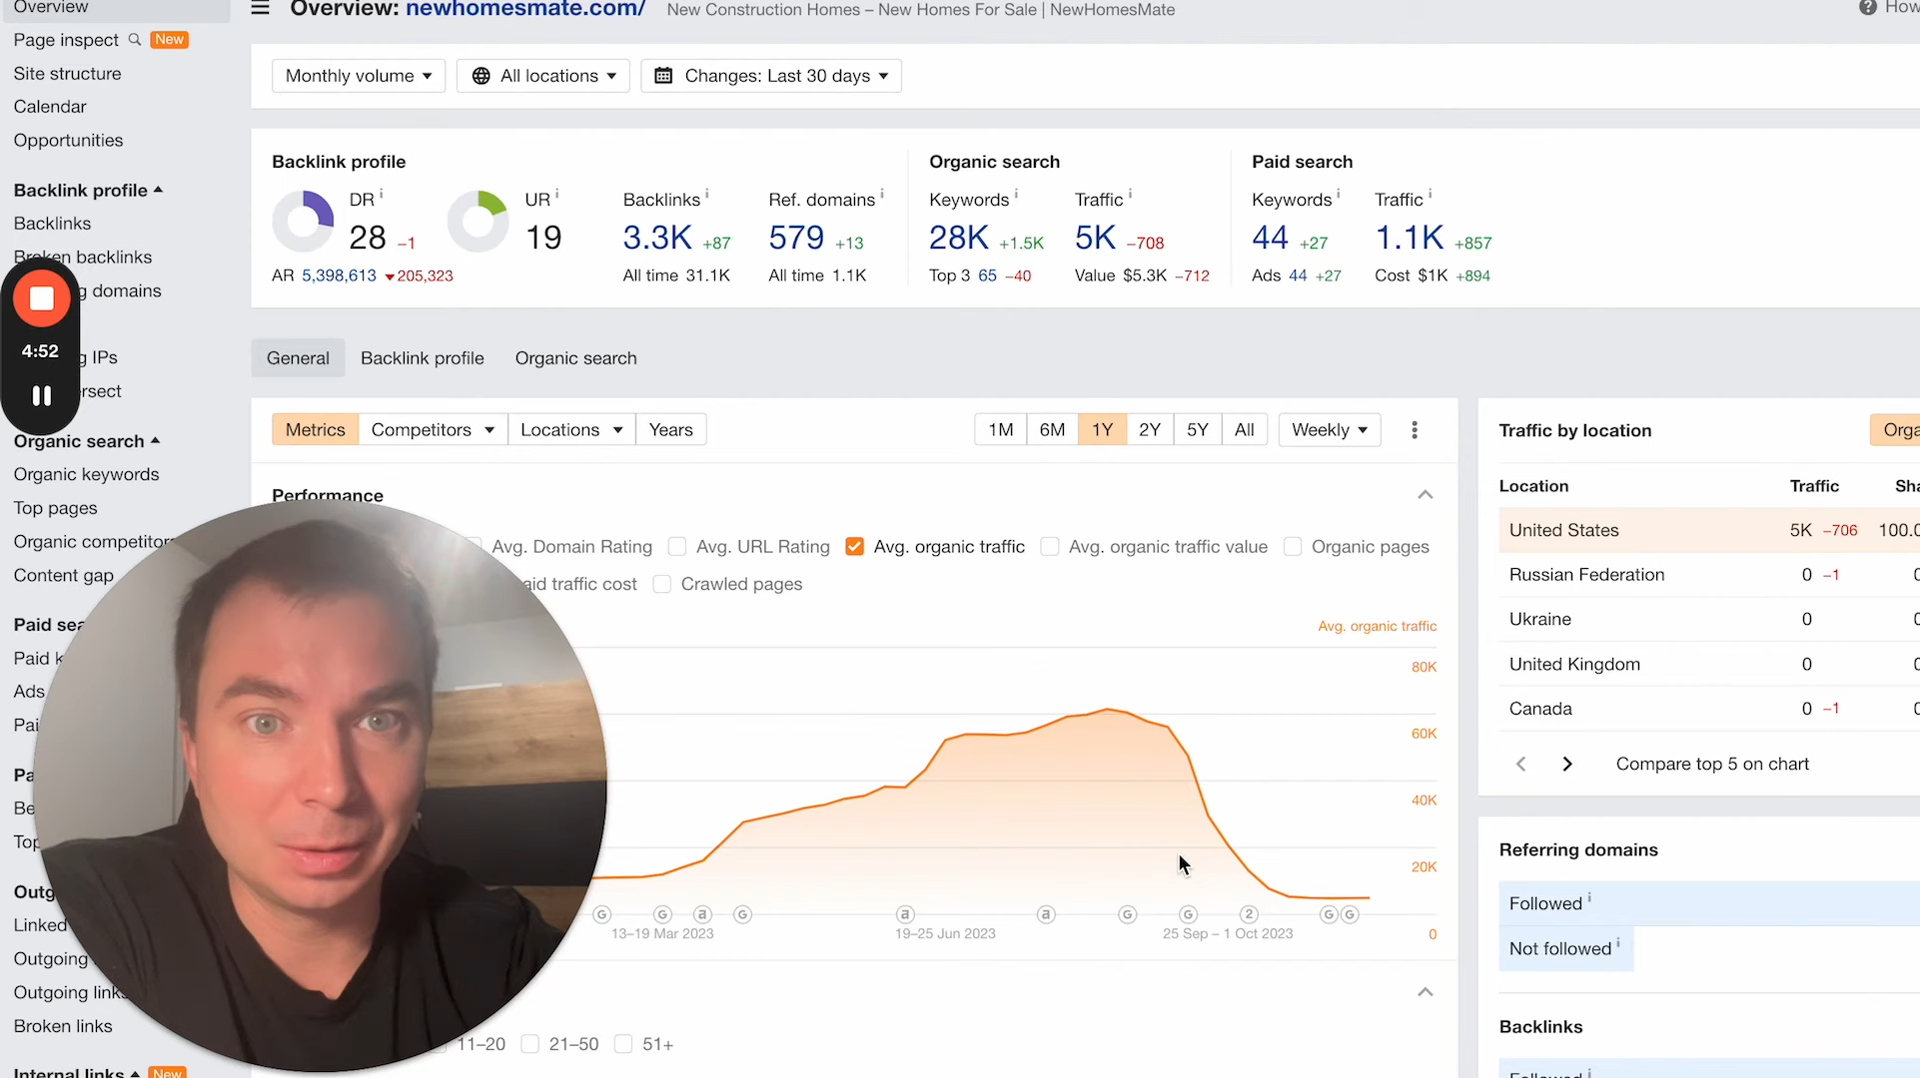 Overview
Overview: newhomesmate.com/ New Construction Homes – New Homes For Sale | NewHomesMate
How
Page inspect New
Site structure
Calendar
Opportunities
Backlink profile
Backlinks
Broken backlinks
g domains
g IPs
ersect
Organic search
Organic keywords
Top pages
Organic competitors
Content gap
Paid sea
Paid k
Ads
Pai
Pa
Be
Top
Outg
Linked
Outgoing
Outgoing links
Broken links
Internal links New
4:52
Monthly volume All locations Changes: Last 30 days
Backlink profile
DR i
28 −1
AR 5,398,613 205,323
UR i
19
Backlinks i
3.3K +87
All time 31.1K
Ref. domains i
579 +13
All time 1.1K
Organic search
Keywords i
28K +1.5K
Top 3 65 −40
Traffic i
5K −708
Value $5.3K −712
Paid search
Keywords i
44 +27
Ads 44 +27
Traffic i
1.1K +857
Cost $1K +894
General Backlink profile Organic search
Metrics Competitors Locations Years
1M 6M 1Y 2Y 5Y All Weekly
Performance
Avg. Domain Rating Avg. URL Rating Avg. organic traffic Avg. organic traffic value Organic pages
aid traffic cost Crawled pages
Avg. organic traffic
80K
60K
40K
20K
0
G G a G a a G G 2 G G
13–19 Mar 2023 19–25 Jun 2023 25 Sep – 1 Oct 2023
11–20 21–50 51+
Traffic by location Orga
Location Traffic Sha
United States 5K −706 100.0
Russian Federation 0 −1 0
Ukraine 0 0
United Kingdom 0 0
Canada 0 −1 0
Compare top 5 on chart
Referring domains
Followed i
Not followed i
Backlinks
Followed i